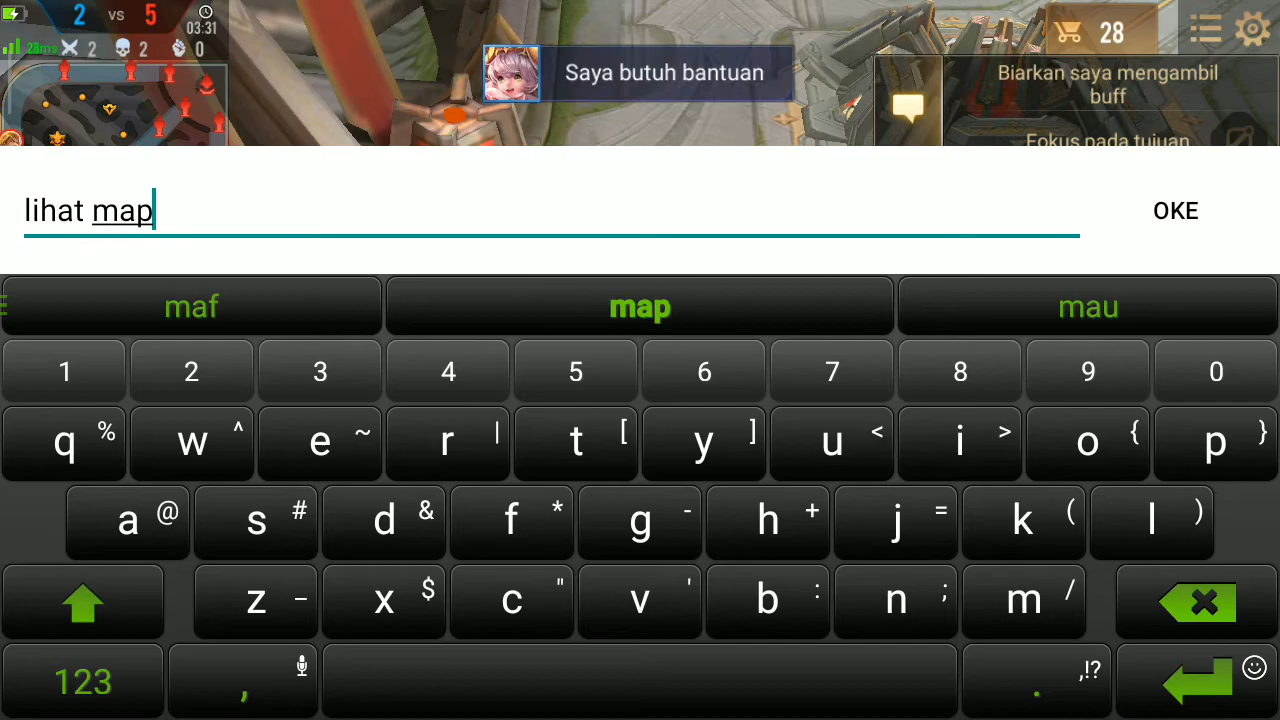 2 vs 5
03:31
28ms 2 2 0
28
Saya butuh bantuan
Biarkan saya mengambil
buff
Fokus pada tujuan
lihat map
OKE
maf map mau
1 2 3 4 5 6 7 8 9 0
q % w ^ e ~ r | t [ y ] u < i > o { p }
a @ s # d & f * g - h + j = k ( l )
z _ x $ c " v ' b : n ; m /
123 , . ,!?